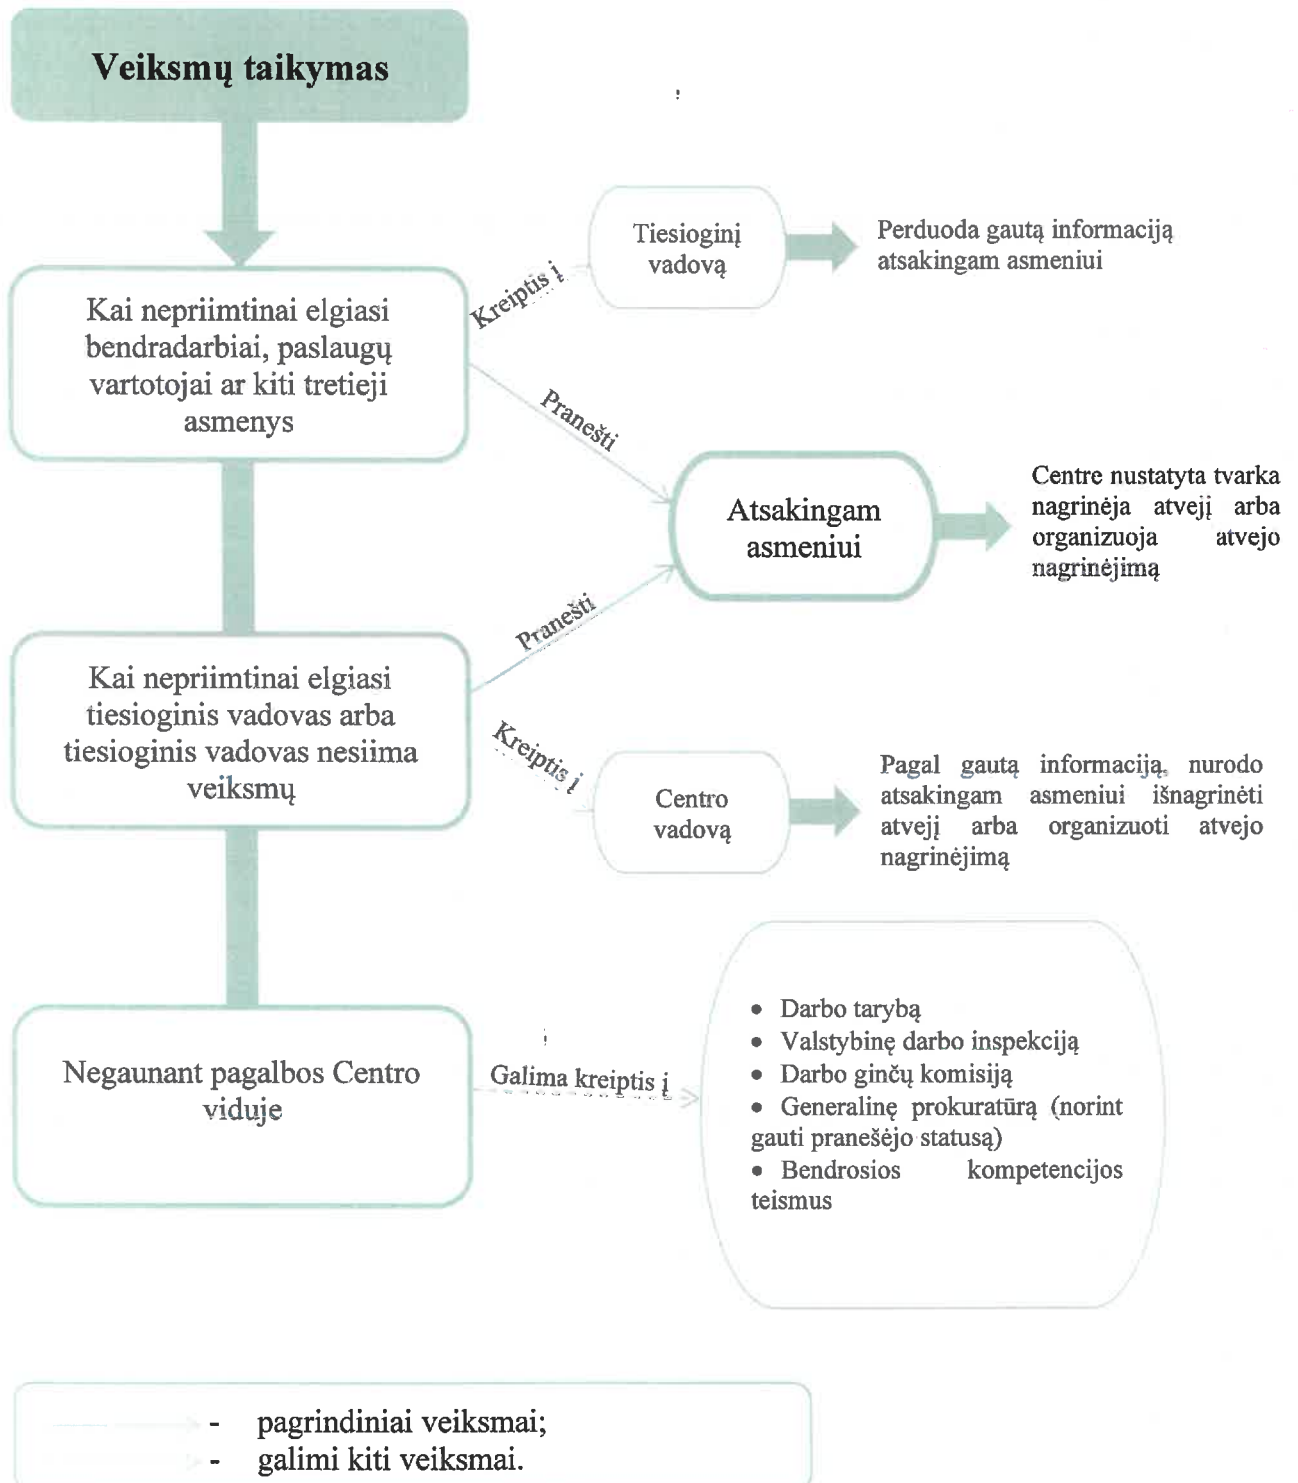 Veiksmų taikymas
Tiesioginį
vadovą
Perduoda gautą informaciją
atsakingam asmeniui
Kreiptis į
Kai nepriimtinai elgiasi
bendradarbiai, paslaugų
vartotojai ar kiti tretieji
asmenys
Pranešti
Atsakingam
asmeniui
Centre nustatyta tvarka
nagrinėja atvejį arba
organizuoja atvejo
nagrinėjimą
Pranešti
Kai nepriimtinai elgiasi
tiesioginis vadovas arba
tiesioginis vadovas nesiima
veiksmų
Kreiptis į
Centro
vadovą
Pagal gautą informaciją, nurodo
atsakingam asmeniui išnagrinėti
atvejį arba organizuoti atvejo
nagrinėjimą
Negaunant pagalbos Centro
viduje
Galima kreiptis į
• Darbo tarybą
• Valstybinę darbo inspekciją
• Darbo ginčų komisiją
• Generalinę prokuratūrą (norint
gauti pranešėjo statusą)
• Bendrosios kompetencijos
teismus
- pagrindiniai veiksmai;
- galimi kiti veiksmai.